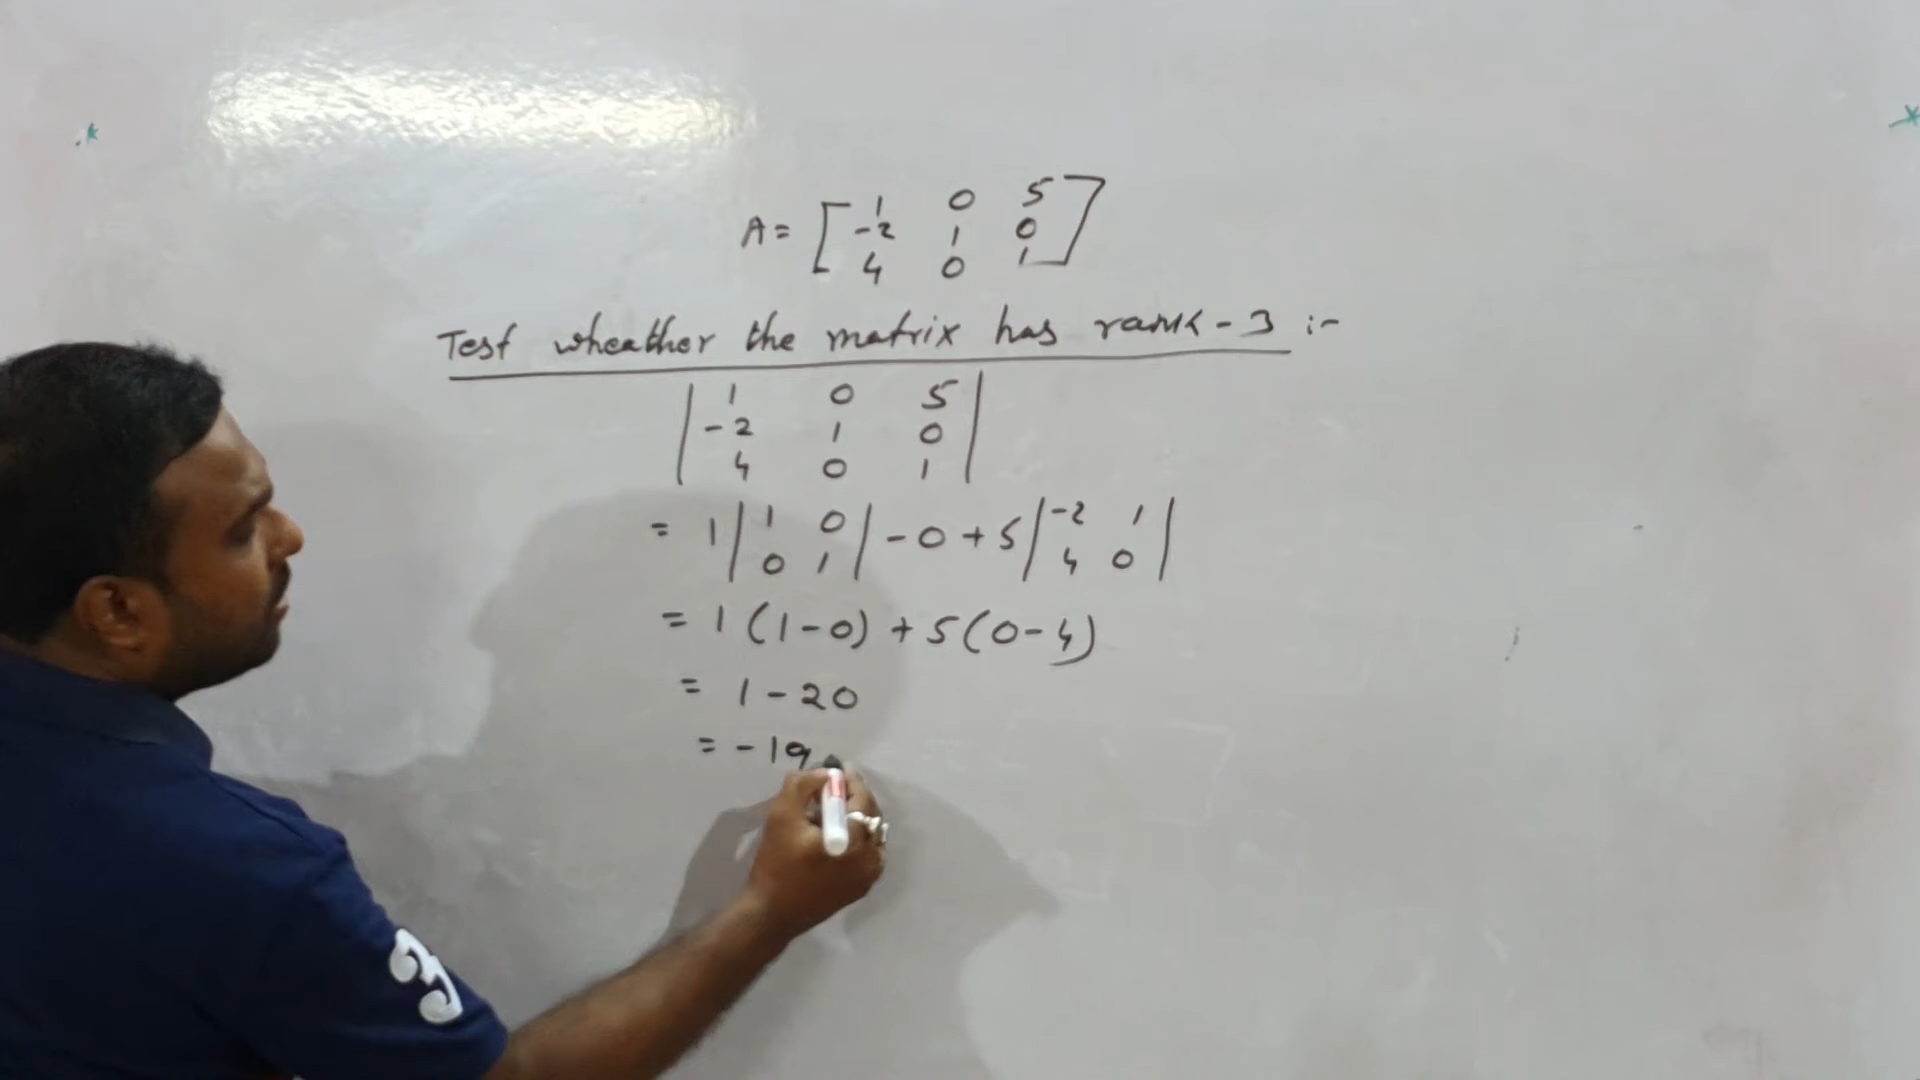 A = [ 1 0 5
-2 1 0
4 0 1 ]
Test wheather the matrix has rank - 3 :-
| 1 0 5 |
| -2 1 0 |
| 4 0 1 |
= 1 | 1 0 | - 0 + 5 | -2 1 |
| 0 1 | | 4 0 |
= 1 (1-0) + 5 (0-4)
= 1 - 20
= -19
3